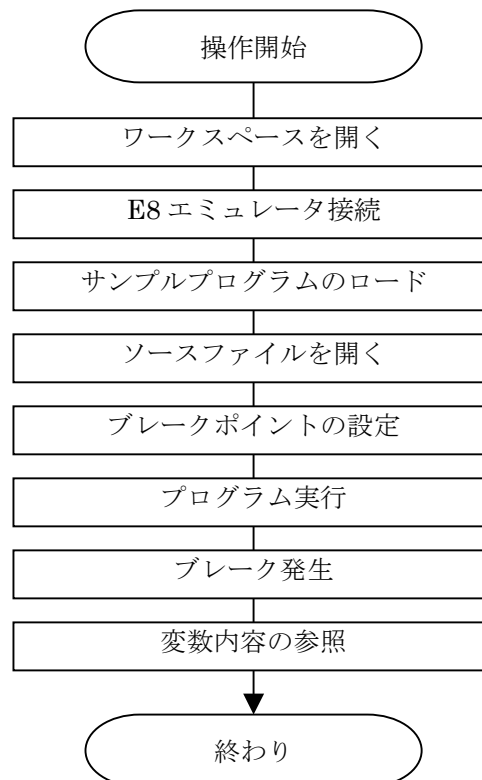 操作開始
ワークスペースを開く
E8エミュレータ接続
サンプルプログラムのロード
ソースファイルを開く
ブレークポイントの設定
プログラム実行
ブレーク発生
変数内容の参照
終わり